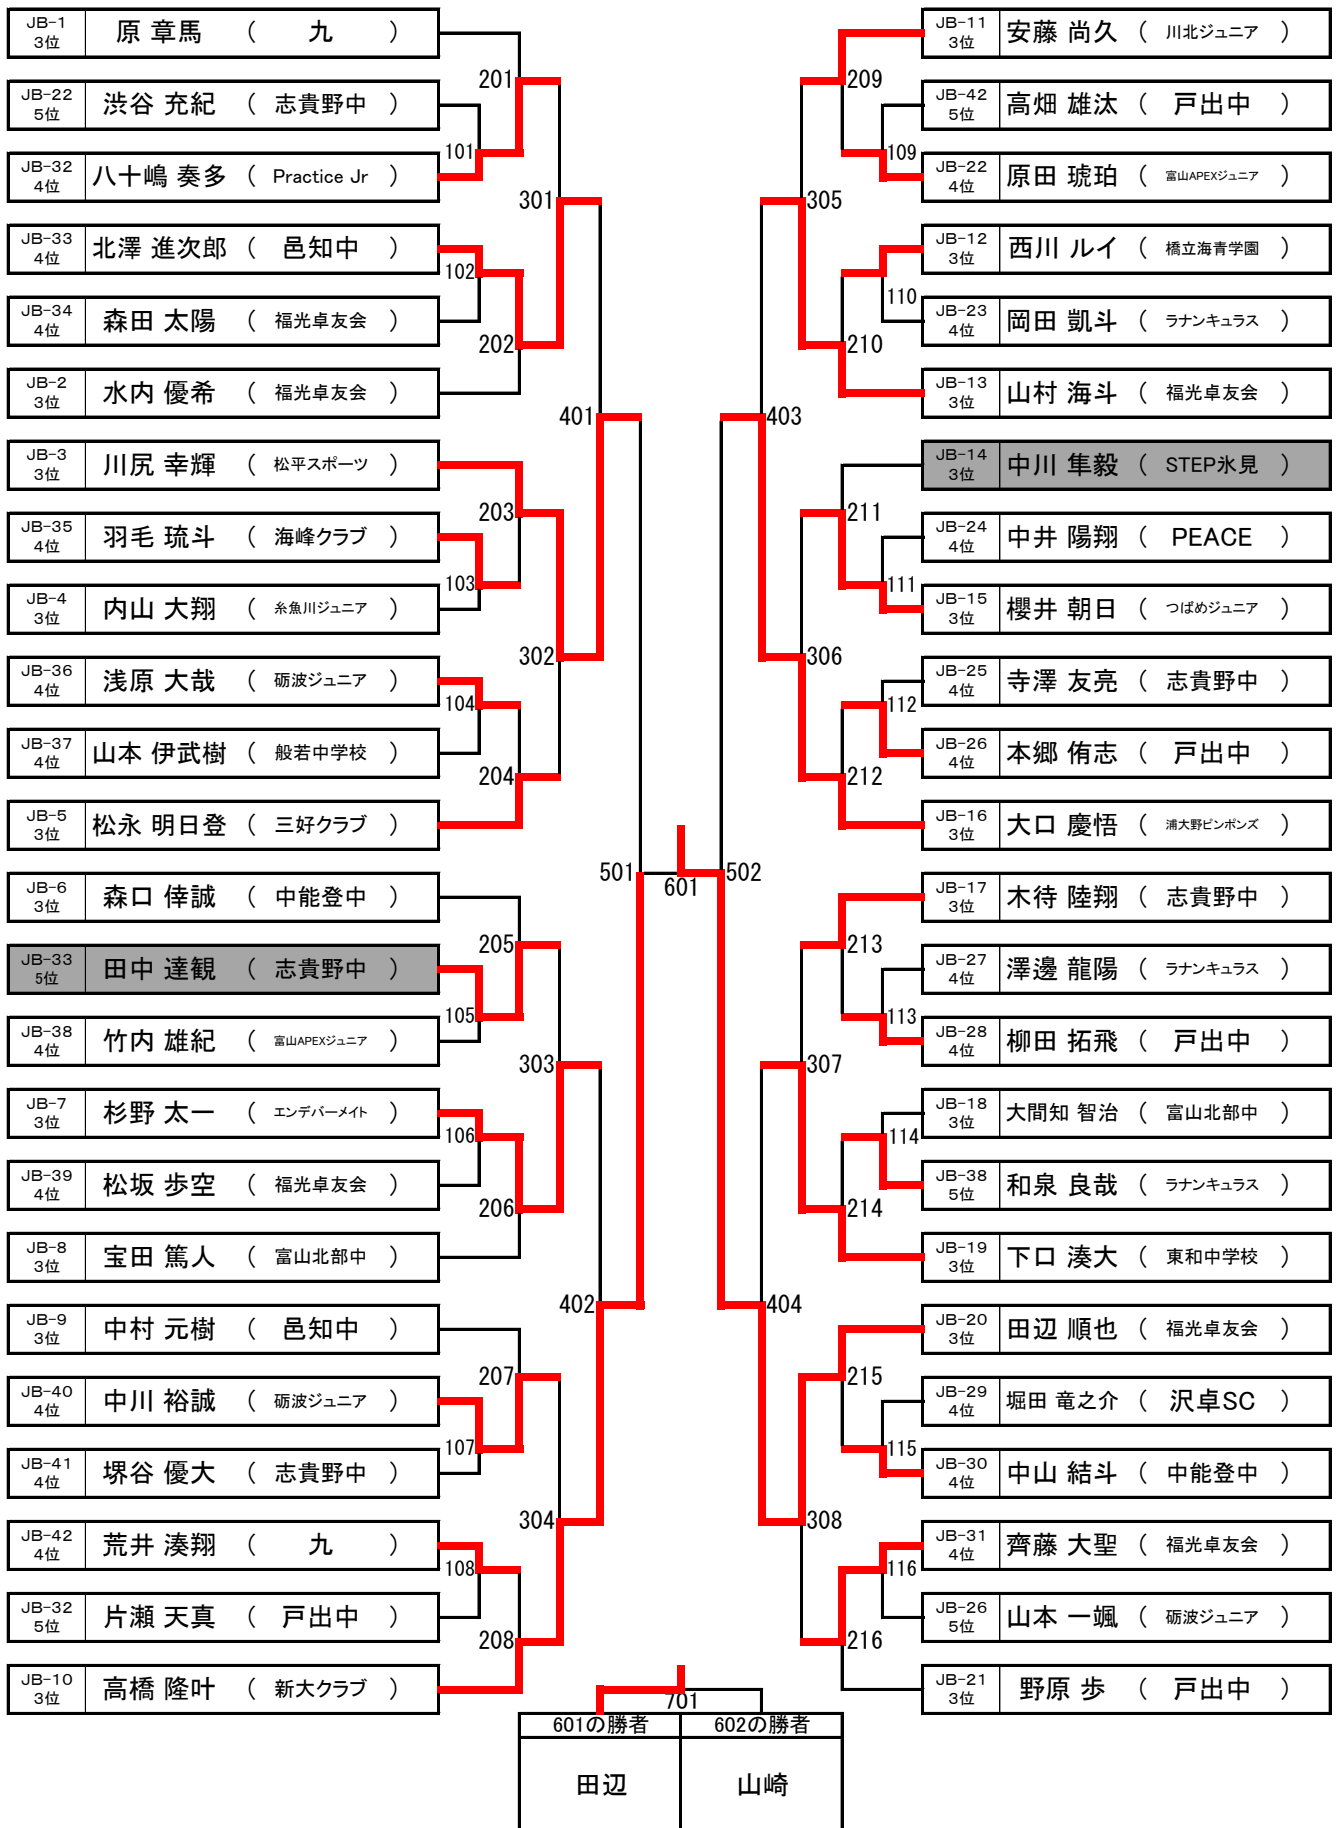 JB-1 3位 原 章馬 ( 九 )
JB-22 5位 渋谷 充紀 ( 志貴野中 )
JB-32 4位 八十嶋 奏多 ( Practice Jr )
JB-33 4位 北澤 進次郎 ( 邑知中 )
JB-34 4位 森田 太陽 ( 福光卓友会 )
JB-2 3位 水内 優希 ( 福光卓友会 )
JB-3 3位 川尻 幸輝 ( 松平スポーツ )
JB-35 4位 羽毛 琉斗 ( 海峰クラブ )
JB-4 3位 内山 大翔 ( 糸魚川ジュニア )
JB-36 4位 浅原 大哉 ( 砺波ジュニア )
JB-37 4位 山本 伊武樹 ( 般若中学校 )
JB-5 3位 松永 明日登 ( 三好クラブ )
JB-6 3位 森口 倖誠 ( 中能登中 )
JB-33 5位 田中 達観 ( 志貴野中 )
JB-38 4位 竹内 雄紀 ( 富山APEXジュニア )
JB-7 3位 杉野 太一 ( エンデバーメイト )
JB-39 4位 松坂 歩空 ( 福光卓友会 )
JB-8 3位 宝田 篤人 ( 富山北部中 )
JB-9 3位 中村 元樹 ( 邑知中 )
JB-40 4位 中川 裕誠 ( 砺波ジュニア )
JB-41 4位 堺谷 優大 ( 志貴野中 )
JB-42 4位 荒井 湊翔 ( 九 )
JB-32 5位 片瀬 天真 ( 戸出中 )
JB-10 3位 高橋 隆叶 ( 新大クラブ )
101
102
103
104
105
106
107
108
201
202
203
204
205
206
207
208
301
302
303
304
401
402
501
601
502
403
404
305
306
307
308
209
210
211
212
213
214
215
216
109
110
111
112
113
114
115
116
JB-11 3位 安藤 尚久 ( 川北ジュニア )
JB-42 5位 高畑 雄汰 ( 戸出中 )
JB-22 4位 原田 琥珀 ( 富山APEXジュニア )
JB-12 3位 西川 ルイ ( 橋立海青学園 )
JB-23 4位 岡田 凱斗 ( ラナンキュラス )
JB-13 3位 山村 海斗 ( 福光卓友会 )
JB-14 3位 中川 隼毅 ( STEP氷見 )
JB-24 4位 中井 陽翔 ( PEACE )
JB-15 3位 櫻井 朝日 ( つばめジュニア )
JB-25 4位 寺澤 友亮 ( 志貴野中 )
JB-26 4位 本郷 侑志 ( 戸出中 )
JB-16 3位 大口 慶悟 ( 浦大野ピンポンズ )
JB-17 3位 木待 陸翔 ( 志貴野中 )
JB-27 4位 澤邊 龍陽 ( ラナンキュラス )
JB-28 4位 柳田 拓飛 ( 戸出中 )
JB-18 3位 大間知 智治 ( 富山北部中 )
JB-38 5位 和泉 良哉 ( ラナンキュラス )
JB-19 3位 下口 湊大 ( 東和中学校 )
JB-20 3位 田辺 順也 ( 福光卓友会 )
JB-29 4位 堀田 竜之介 ( 沢卓SC )
JB-30 4位 中山 結斗 ( 中能登中 )
JB-31 4位 齊藤 大聖 ( 福光卓友会 )
JB-26 5位 山本 一颯 ( 砺波ジュニア )
JB-21 3位 野原 歩 ( 戸出中 )
701
601の勝者 602の勝者
田辺 山崎